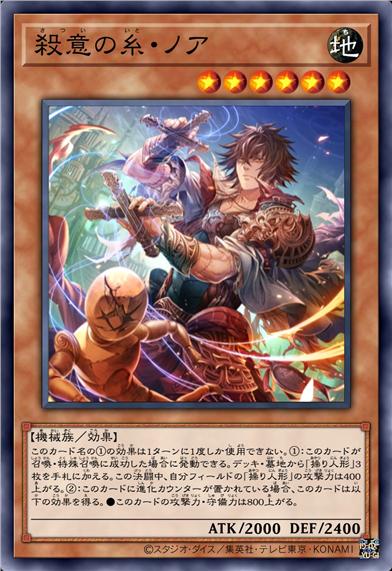 殺意の糸・ノア
地
【機械族/効果】
このカード名の①の効果は1ターンに1度しか使用できない。①:このカードが
召喚・特殊召喚に成功した場合に発動できる。デッキ・墓地から「操り人形」3
枚を手札に加える。この決闘中、自分フィールドの「操り人形」の攻撃力は400
上がる。②:このカードに進化カウンターが置かれている場合、このカードは以
下の効果を得る。●このカードの攻撃力・守備力は800上がる。
ATK/2000 DEF/2400
©スタジオ・ダイス/集英社・テレビ東京・KONAMI